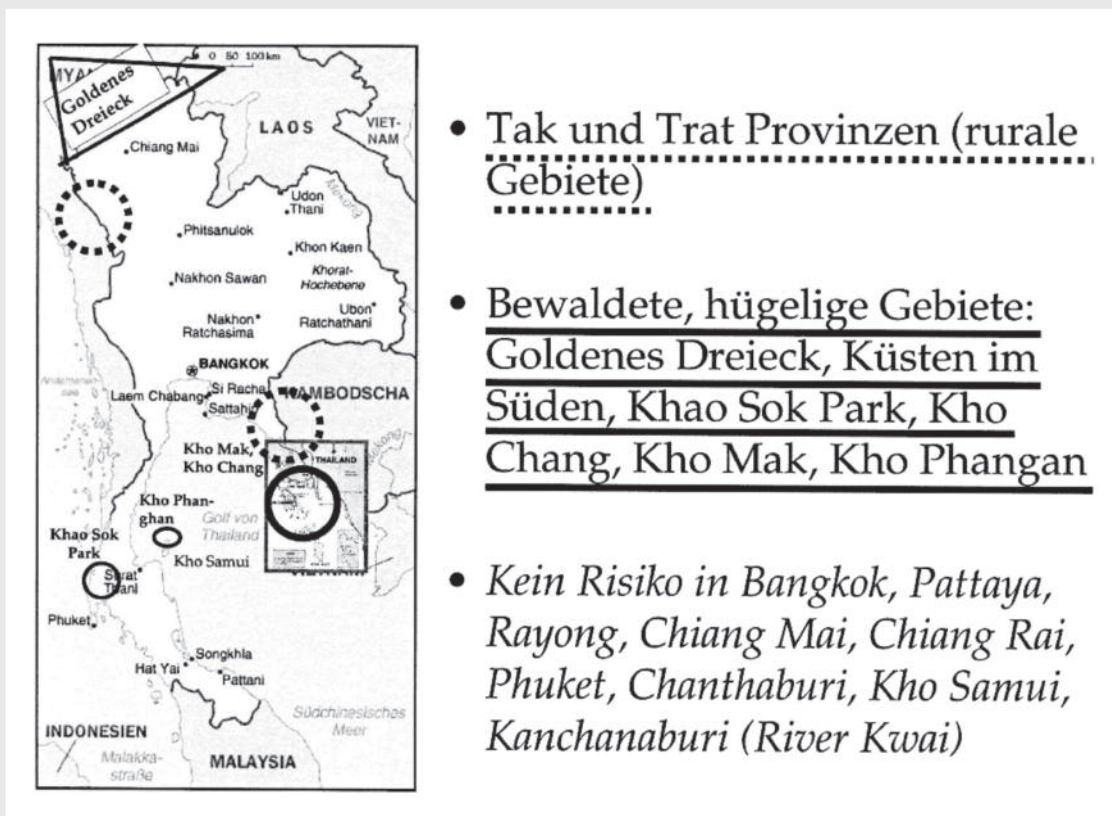 0 50 100 km
MYA
Goldenes
Dreieck
LAOS
VIET-
NAM
Chiang Mai
Mekong
Udon
Thani
Phitsanulok
Khon Kaen
Nakhon Sawan
Khorat-
Hochebene
Nakhon
Ratchasima
Ubon
Ratchathani
BANGKOK
Si Racha
Laem Chabang
KAMBODSCHA
Sattahip
Kho Mak,
Kho Chang
THAILAND
Mekong
Kho Phan-
ghan
Golf von
Thailand
Khao Sok
Park
Kho Samui
Surat
Thani
Phuket
Songkhla
Hat Yai
Pattani
Südchinesisches
Meer
INDONESIEN
Malakka-
straße
MALAYSIA
• Tak und Trat Provinzen (rurale
Gebiete)
• Bewaldete, hügelige Gebiete:
Goldenes Dreieck, Küsten im
Süden, Khao Sok Park, Kho
Chang, Kho Mak, Kho Phangan
• Kein Risiko in Bangkok, Pattaya,
Rayong, Chiang Mai, Chiang Rai,
Phuket, Chanthaburi, Kho Samui,
Kanchanaburi (River Kwai)